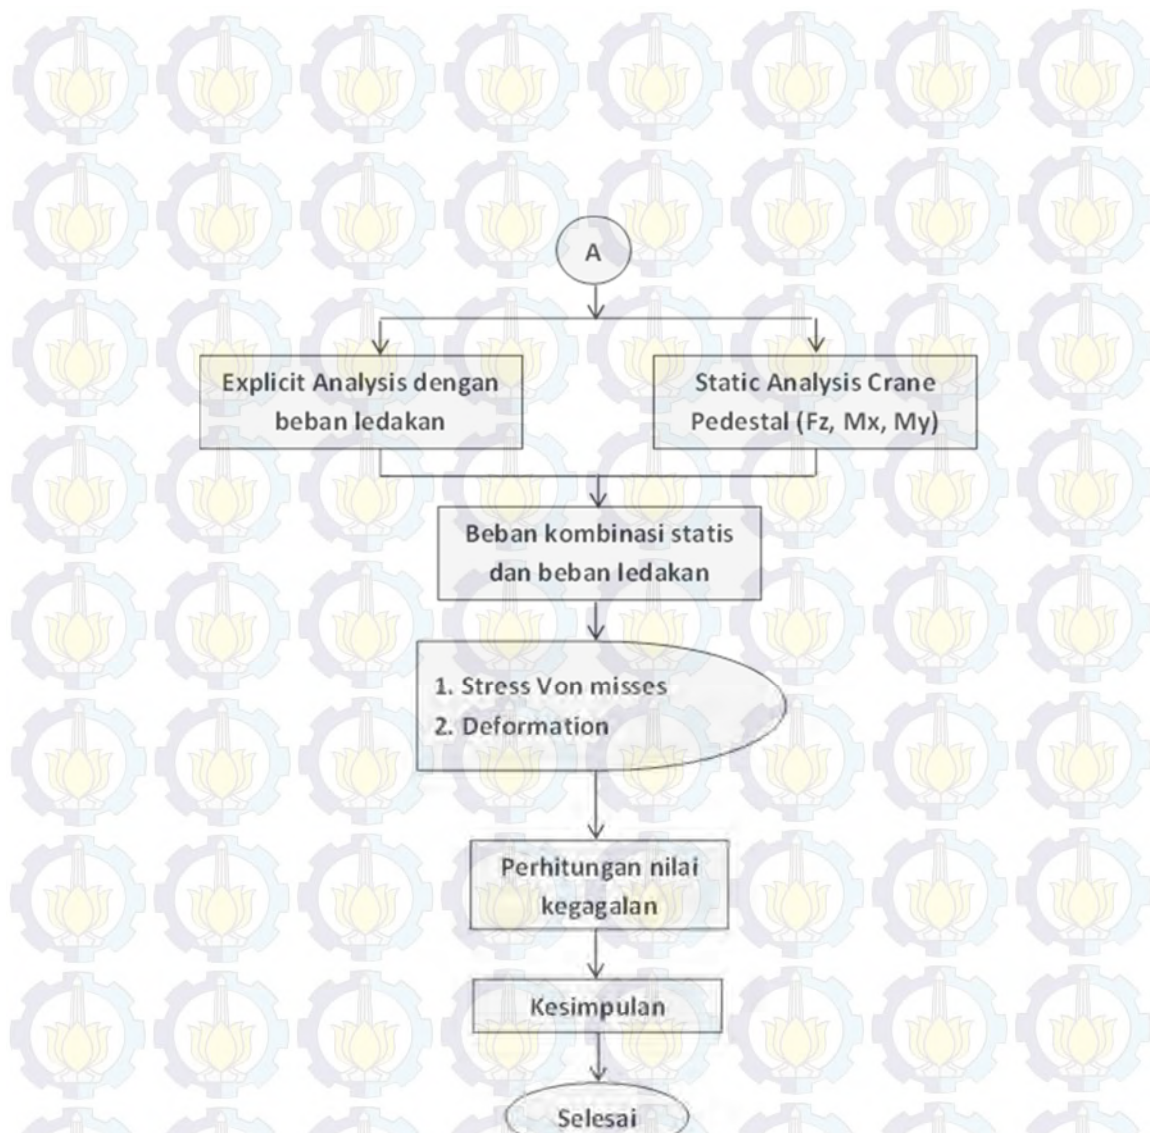 A
Explicit Analysis dengan
beban ledakan
Static Analysis Crane
Pedestal (Fz, Mx, My)
Beban kombinasi statis
dan beban ledakan
1. Stress Von misses
2. Deformation
Perhitungan nilai
kegagalan
Kesimpulan
Selesai